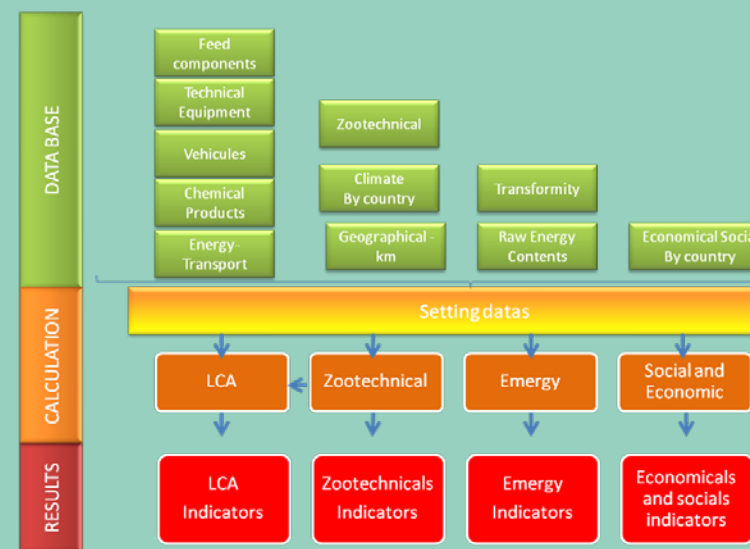 DATA BASE
Feed
components
Technical
Equipment
Vehicules
Chemical
Products
Energy-
Transport
Zootechnical
Climate
By country
Geographical -
km
Transformity
Raw Energy
Contents
Economical Socia
By country
CALCULATION
Setting datas
LCA
Zootechnical
Emergy
Social and
Economic
RESULTS
LCA
Indicators
Zootechnicals
Indicators
Emergy
Indicators
Economicals
and socials
indicators